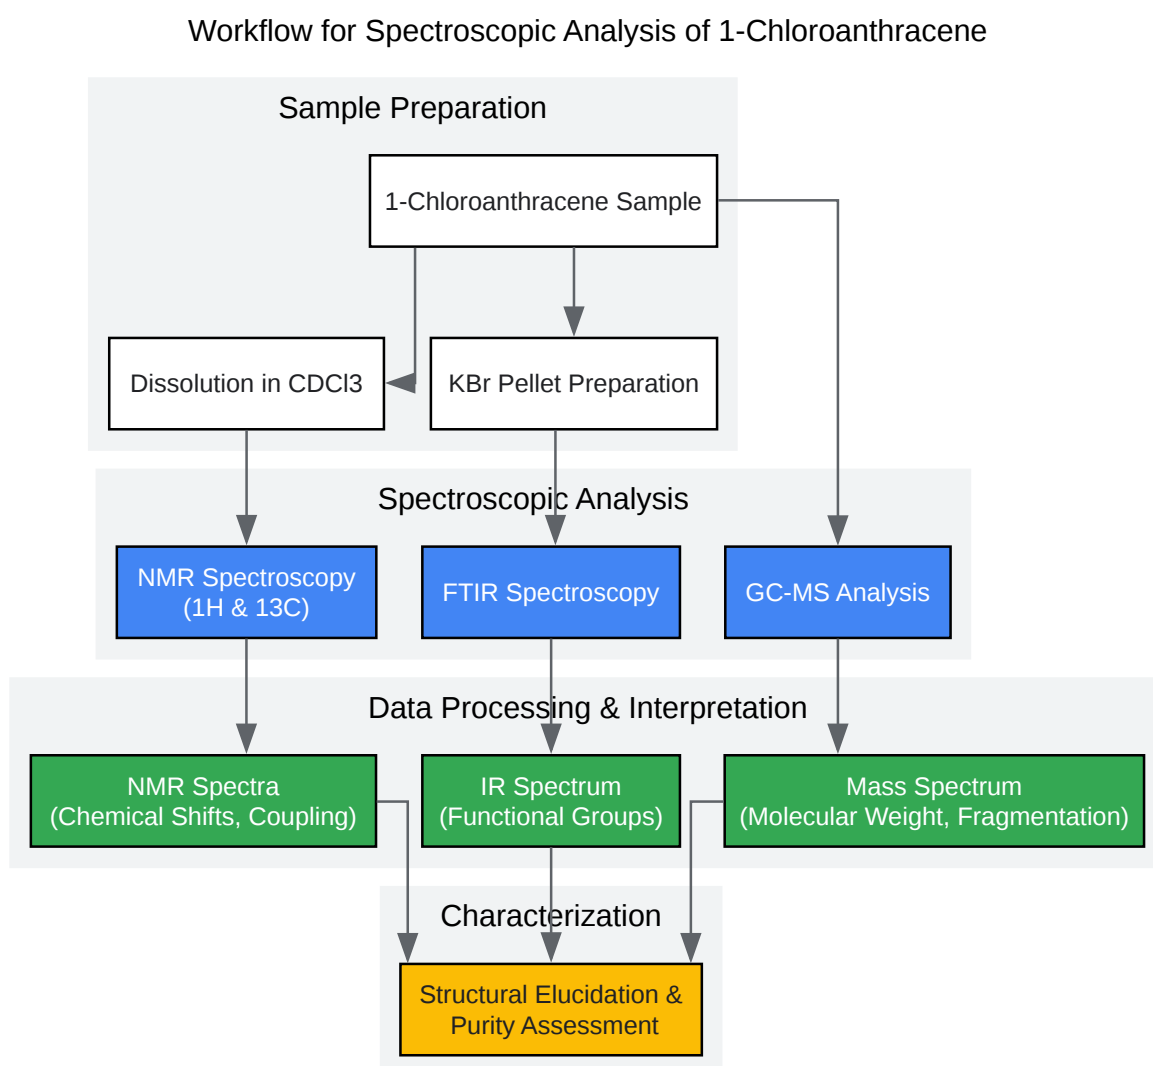 Workflow for Spectroscopic Analysis of 1-Chloroanthracene
Sample Preparation
1-Chloroanthracene Sample
Dissolution in CDCl3
KBr Pellet Preparation
Spectroscopic Analysis
NMR Spectroscopy
(1H & 13C)
FTIR Spectroscopy
GC-MS Analysis
Data Processing & Interpretation
NMR Spectra
(Chemical Shifts, Coupling)
IR Spectrum
(Functional Groups)
Mass Spectrum
(Molecular Weight, Fragmentation)
Characterization
Structural Elucidation &
Purity Assessment